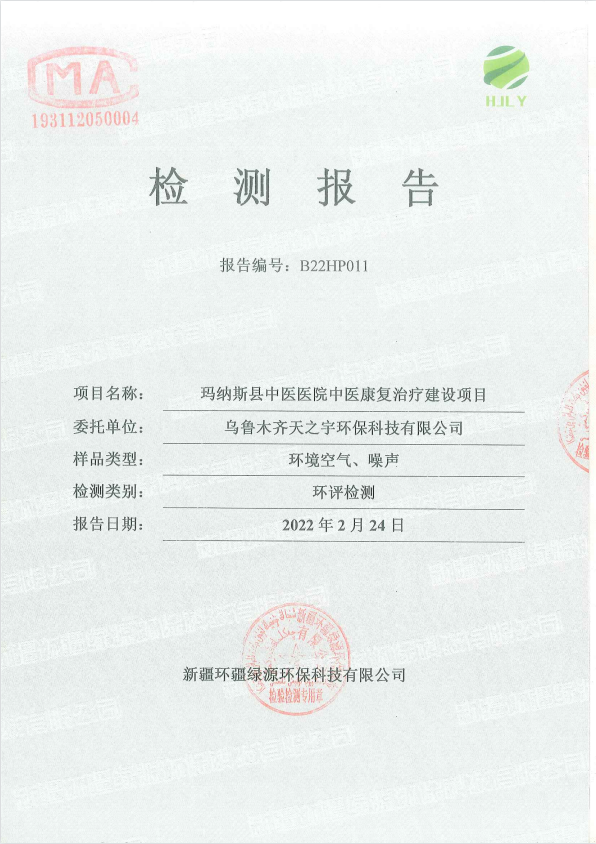 MA
193112050004
HJLY
检测报告
报告编号：B22HP011
项目名称： 玛纳斯县中医医院中医康复治疗建设项目
委托单位： 乌鲁木齐天之宇环保科技有限公司
样品类型： 环境空气、噪声
检测类别： 环评检测
报告日期： 2022年2月24日
新疆环疆绿源环保科技有限公司